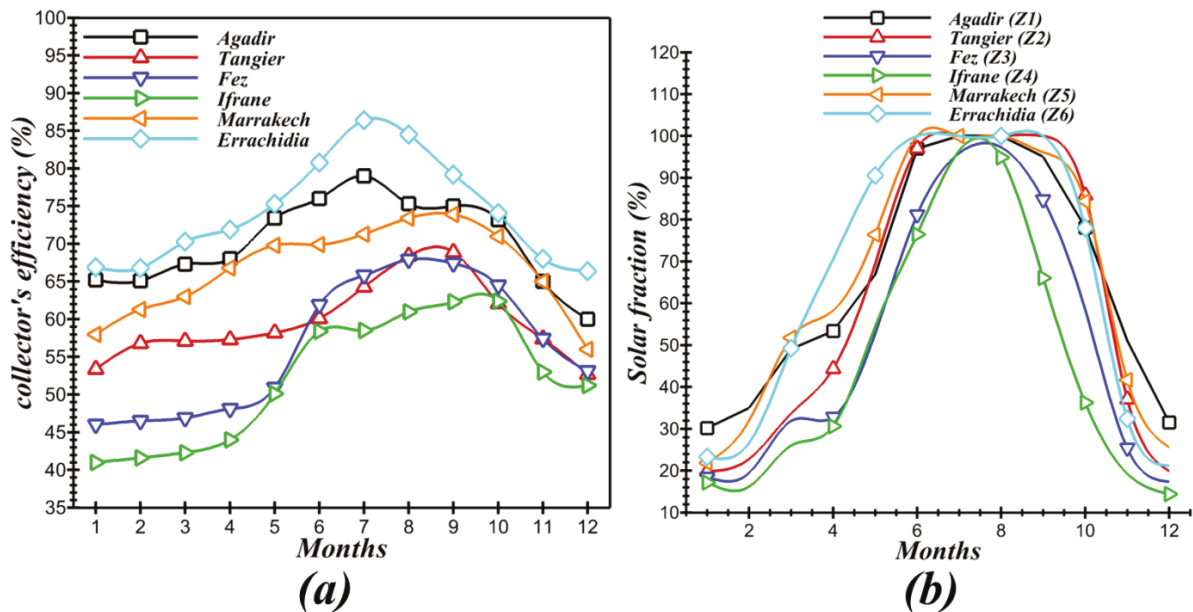 100
95
90
85
80
75
70
65
60
55
50
45
40
35
collector's efficiency (%)
Agadir
Tangier
Fez
Ifrane
Marrakech
Errachidia
1 2 3 4 5 6 7 8 9 10 11 12
Months
(a)
120
110
100
90
80
70
60
50
40
30
20
10
Solar fraction (%)
Agadir (Z1)
Tangier (Z2)
Fez (Z3)
Ifrane (Z4)
Marrakech (Z5)
Errachidia (Z6)
2 4 6 8 10 12
Months
(b)